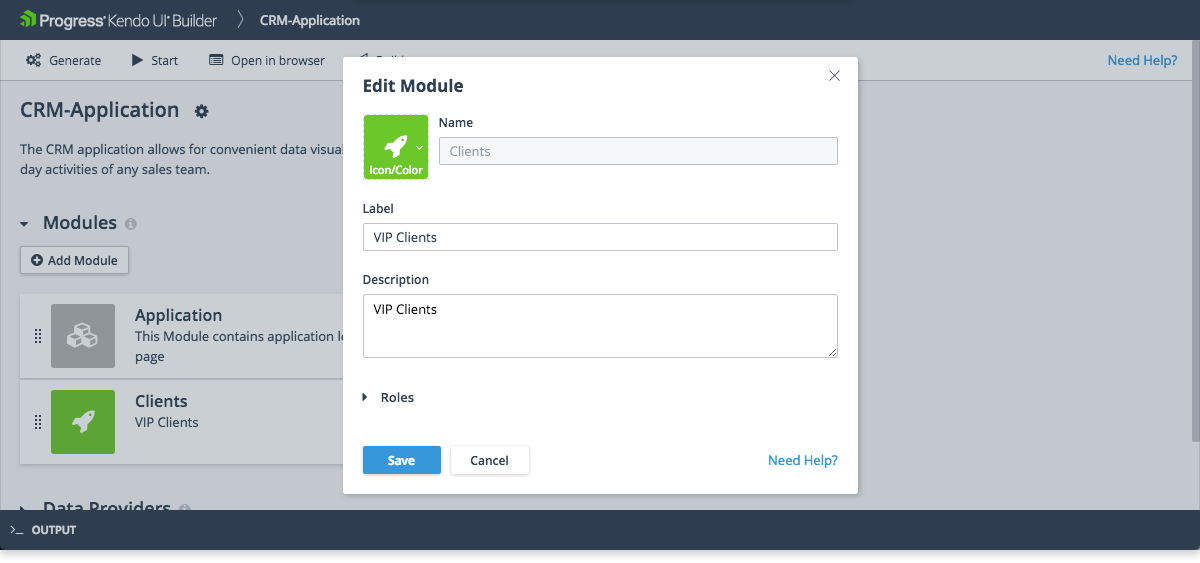 Progress Kendo UI Builder
CRM-Application
Generate
Start
Open in browser
Need Help?
CRM-Application
The CRM application allows for convenient data visual
day activities of any sales team.
Modules
Add Module
Application
This Module contains application le
page
Clients
VIP Clients
Data Providers
Edit Module
Icon/Color
Name
Clients
Label
VIP Clients
Description
VIP Clients
Roles
Save
Cancel
Need Help?
>_ OUTPUT